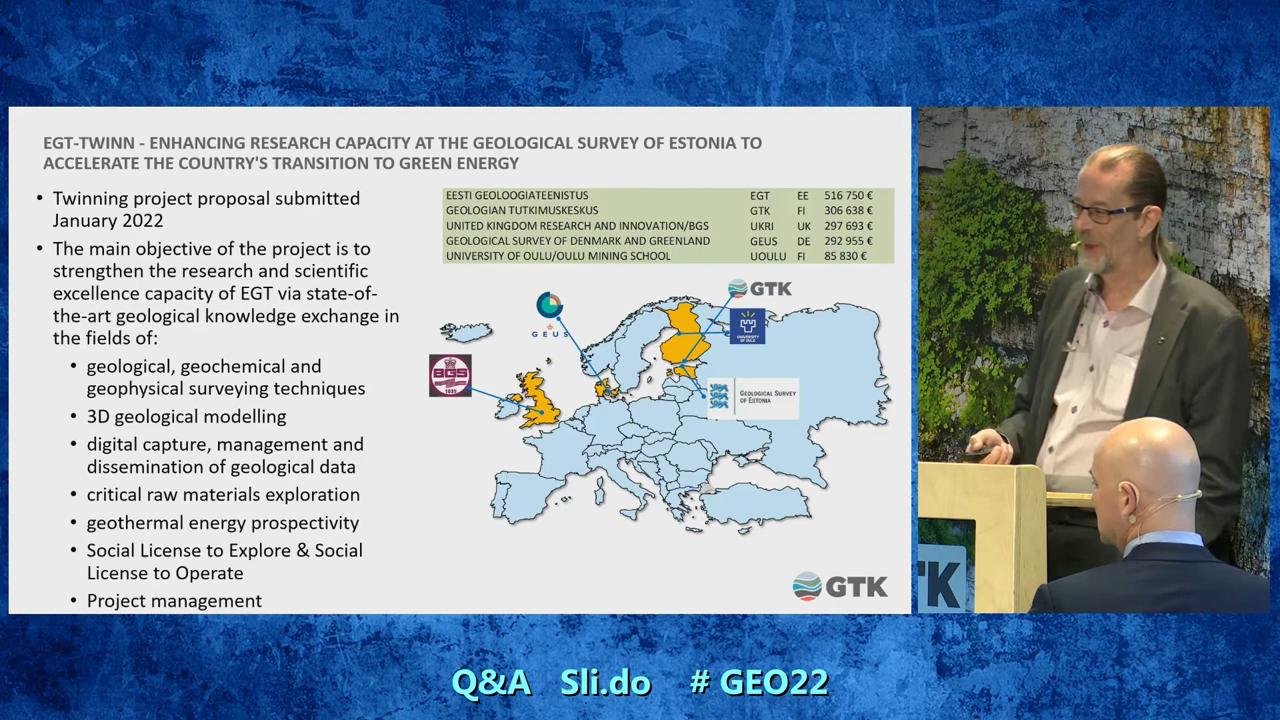 EGT-TWINN - ENHANCING RESEARCH CAPACITY AT THE GEOLOGICAL SURVEY OF ESTONIA TO
ACCELERATE THE COUNTRY'S TRANSITION TO GREEN ENERGY
• Twinning project proposal submitted
January 2022
• The main objective of the project is to
strengthen the research and scientific
excellence capacity of EGT via state-of-
the-art geological knowledge exchange in
the fields of:
• geological, geochemical and
geophysical surveying techniques
• 3D geological modelling
• digital capture, management and
dissemination of geological data
• critical raw materials exploration
• geothermal energy prospectivity
• Social License to Explore & Social
License to Operate
• Project management
EESTI GEOLOOGIATEENISTUS EGT EE 516 750 €
GEOLOGIAN TUTKIMUSKESKUS GTK FI 306 638 €
UNITED KINGDOM RESEARCH AND INNOVATION/BGS UKRI UK 297 693 €
GEOLOGICAL SURVEY OF DENMARK AND GREENLAND GEUS DE 292 955 €
UNIVERSITY OF OULU/OULU MINING SCHOOL UOULU FI 85 830 €
GTK
GEUS
UNIVERSITY
OF OULU
BGS
1835
GEOLOGICAL SURVEY
OF ESTONIA
GTK
TK
Q&A Sli.do # GEO22